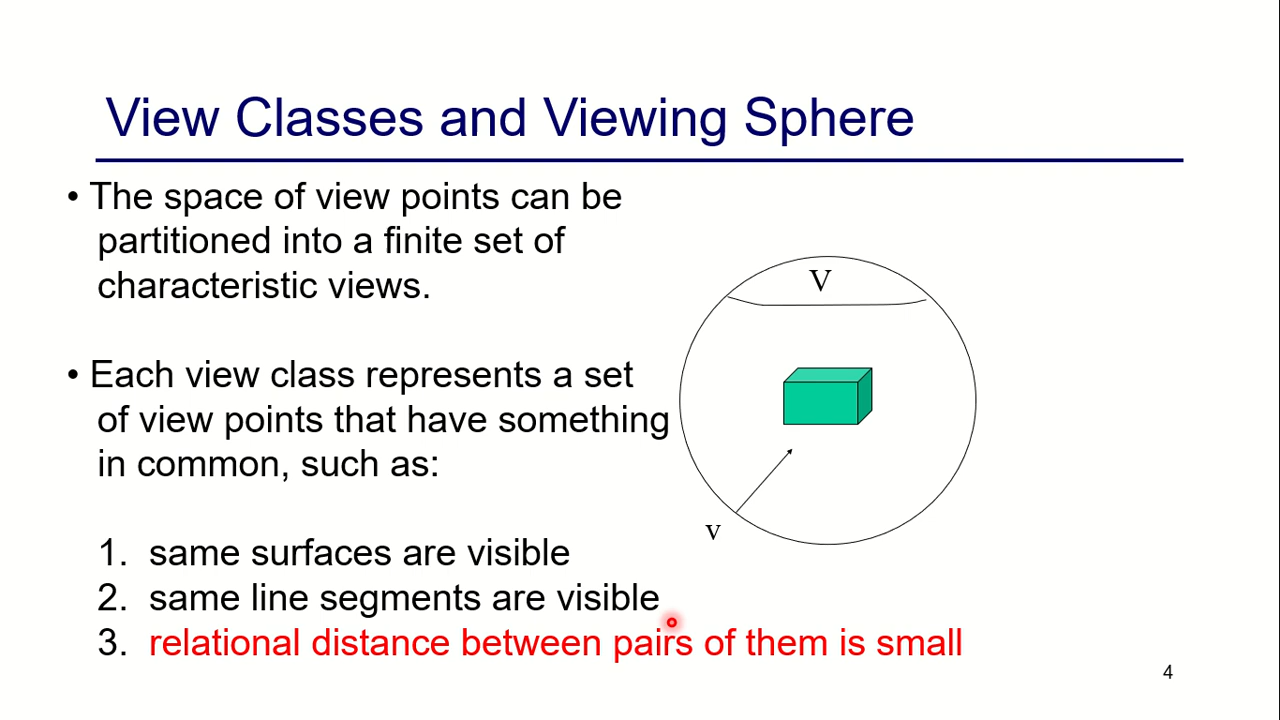 View Classes and Viewing Sphere
• The space of view points can be
partitioned into a finite set of
characteristic views.
• Each view class represents a set
of view points that have something
in common, such as:
1. same surfaces are visible
2. same line segments are visible
3. relational distance between pairs of them is small
V
v
4